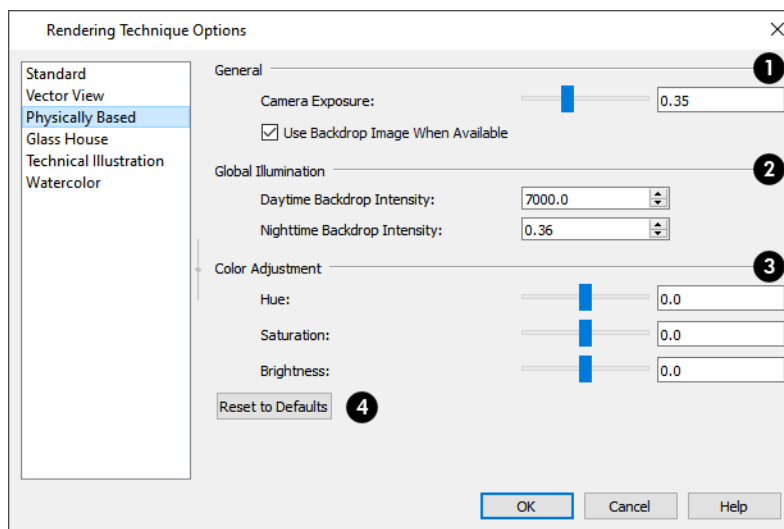 Rendering Technique Options
Standard
Vector View
Physically Based
Glass House
Technical Illustration
Watercolor
General 1
Camera Exposure: 0.35
Use Backdrop Image When Available
Global Illumination 2
Daytime Backdrop Intensity: 7000.0
Nighttime Backdrop Intensity: 0.36
Color Adjustment 3
Hue: 0.0
Saturation: 0.0
Brightness: 0.0
Reset to Defaults 4
OK Cancel Help